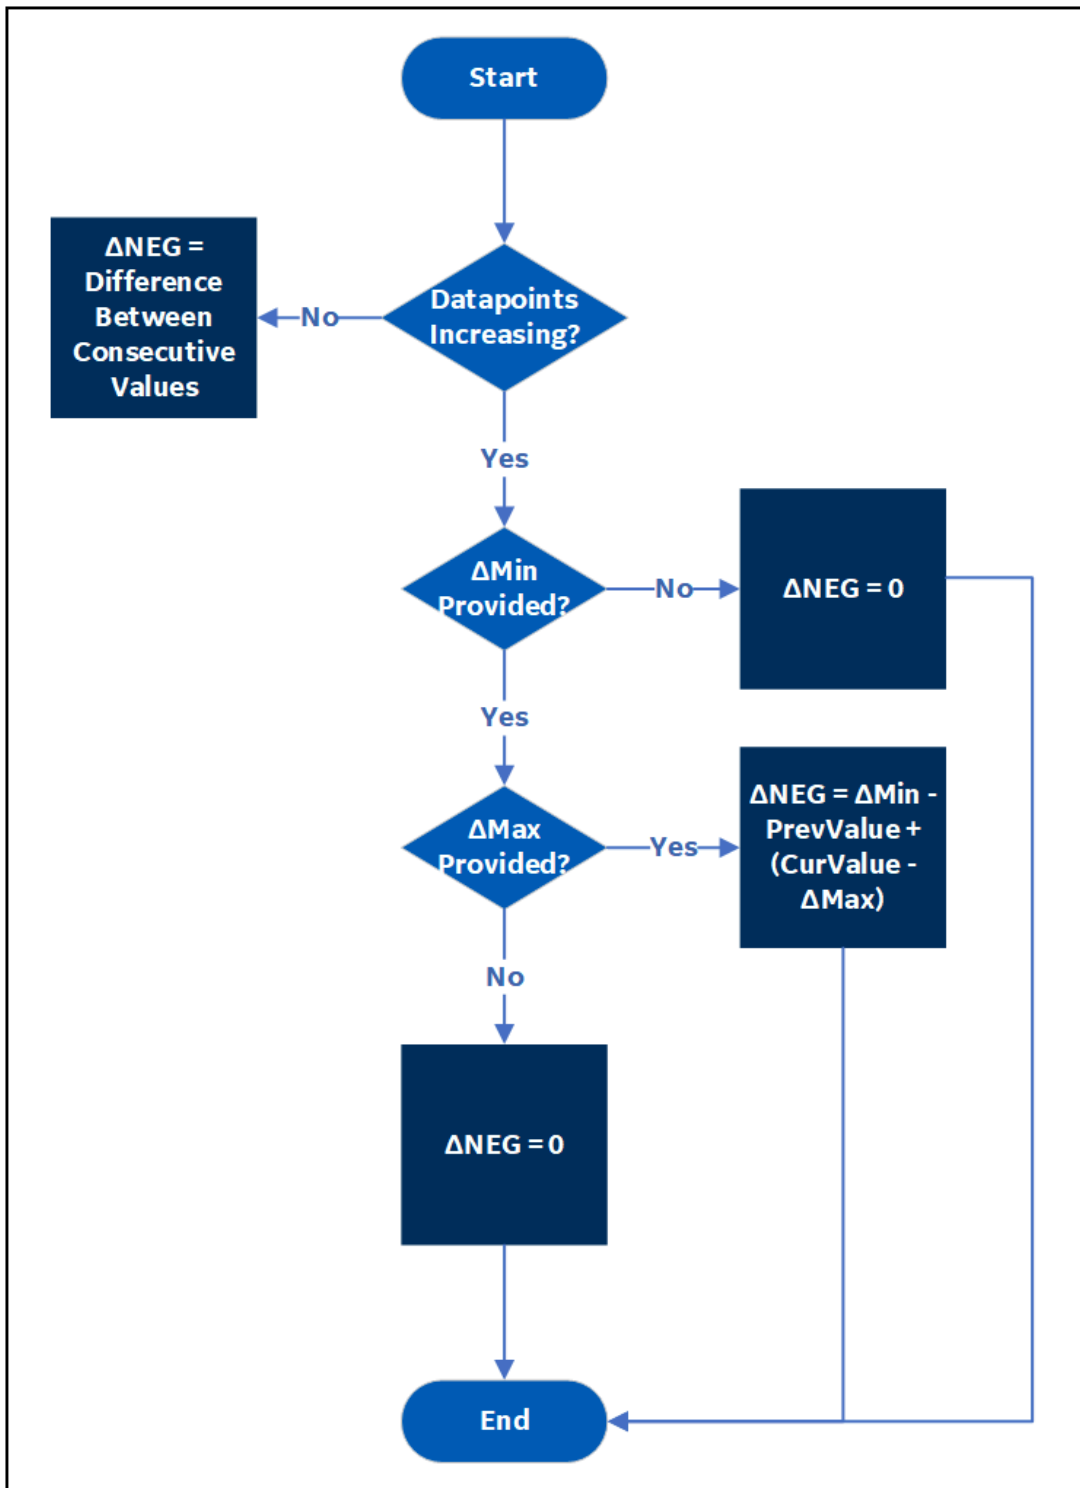 Start
ΔNEG =
Difference
Between
Consecutive
Values
No
Datapoints
Increasing?
Yes
ΔMin
Provided?
No
ΔNEG = 0
Yes
ΔMax
Provided?
Yes
ΔNEG = ΔMin -
PrevValue +
(CurValue -
ΔMax)
No
ΔNEG = 0
End